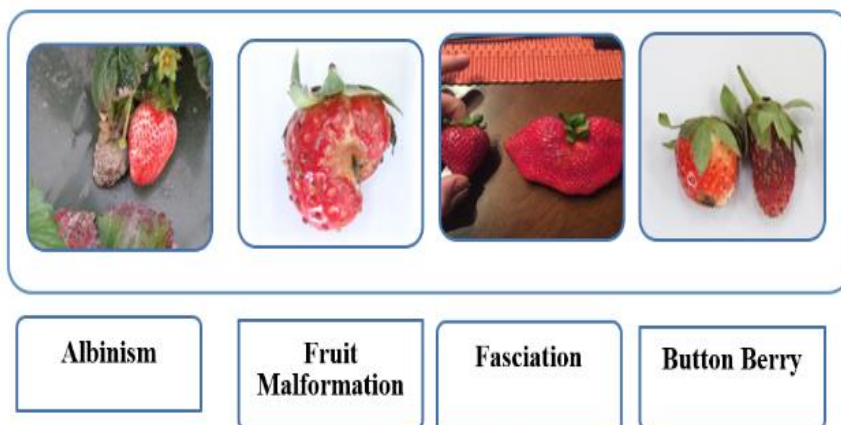 Albinism
Fruit
Malformation
Fasciation
Button Berry